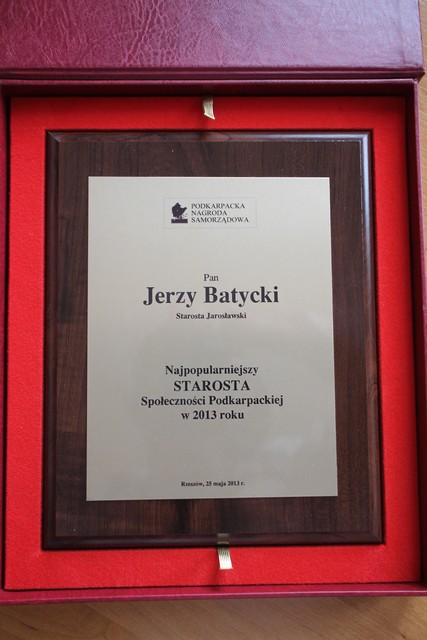 PODKARPACKA
NAGRODA
SAMORZĄDOWA
Pan
Jerzy Batycki
Starosta Jarosławski
Najpopularniejszy
STAROSTA
Społeczności Podkarpackiej
w 2013 roku
Rzeszów, 25 maja 2013 r.